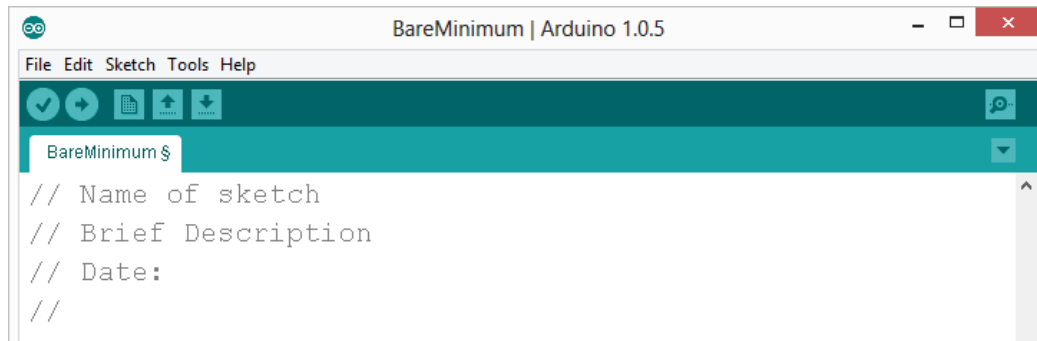 BareMinimum | Arduino 1.0.5
File Edit Sketch Tools Help
BareMinimum §
// Name of sketch
// Brief Description
// Date:
//